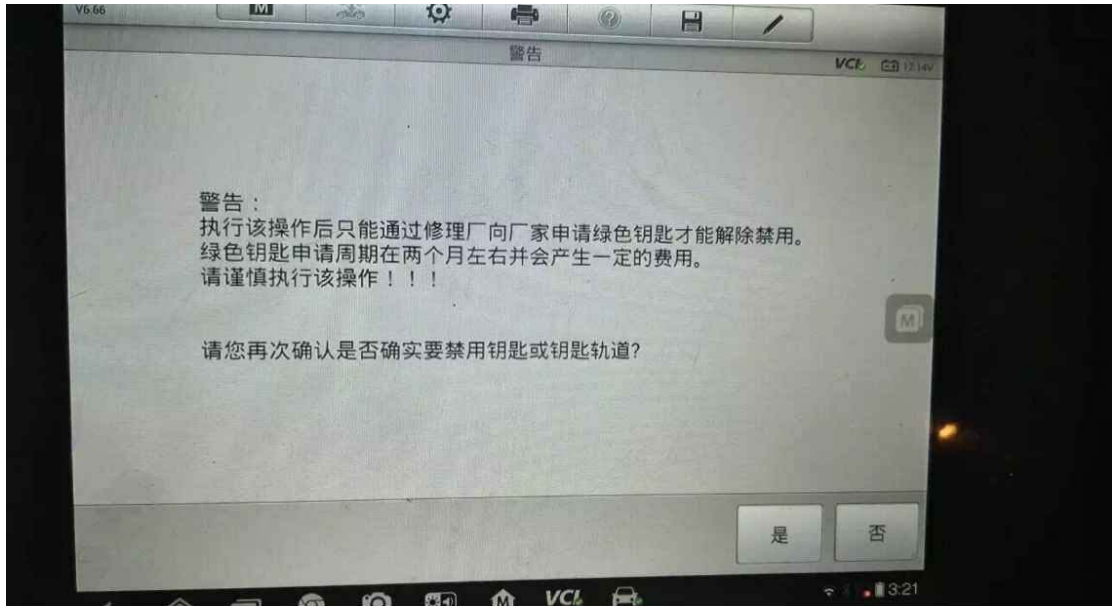 V6.66
M
警告
VCI
12.14V
警告：
执行该操作后只能通过修理厂向厂家申请绿色钥匙才能解除禁用。
绿色钥匙申请周期在两个月左右并会产生一定的费用。
请谨慎执行该操作！！！
M
请您再次确认是否确实要禁用钥匙或钥匙轨道?
是
否
M
VCI
3:21